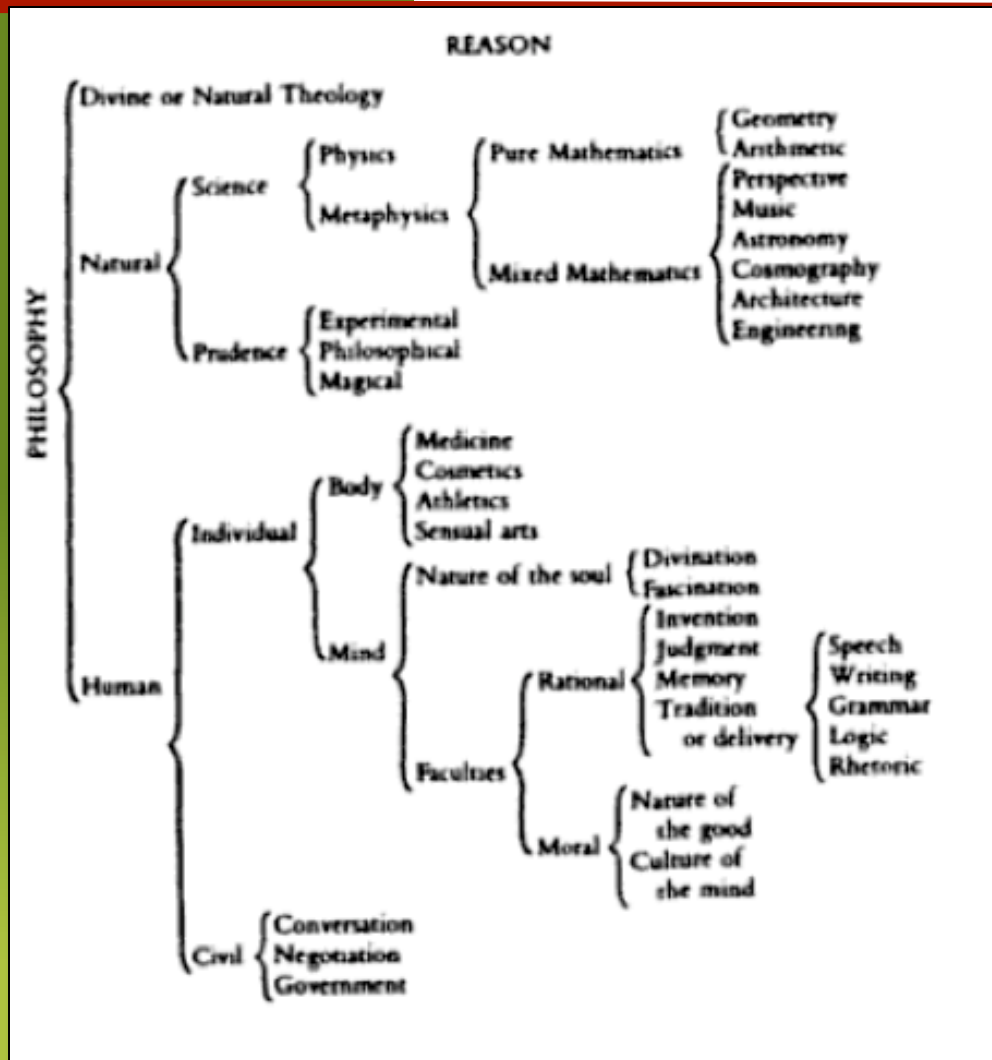 REASON
Divine or Natural Theology
Geometry
Physics
Pure Mathematics
Arithmetic
Science
Perspective
Metaphysics
Music
Astronomy
Natural
Mixed Mathematics
Cosmography
Architecture
Experimental
Engineering
Prudence
Philosophical
Magical
PHILOSOPHY
Medicine
Body
Cosmetics
Athletics
Individual
Sensual arts
Nature of the soul
Divination
Fascination
Invention
Mind
Judgment
Speech
Human
Rational
Memory
Writing
Tradition
Grammar
or delivery
Logic
Faculties
Rhetoric
Nature of
the good
Moral
Culture of
the mind
Conversation
Civil
Negotiation
Government